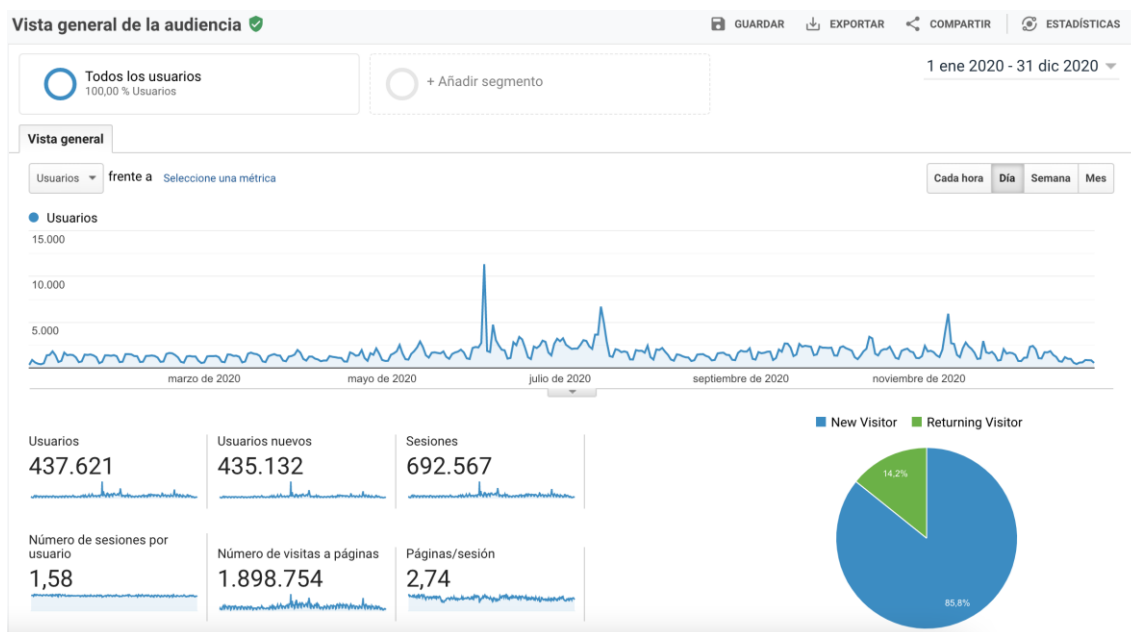 Vista general de la audiencia
GUARDAR
EXPORTAR
COMPARTIR
ESTADÍSTICAS
Todos los usuarios
100,00 % Usuarios
+ Añadir segmento
1 ene 2020 - 31 dic 2020
Vista general
Usuarios
frente a
Seleccione una métrica
Cada hora
Día
Semana
Mes
Usuarios
15.000
10.000
5.000
marzo de 2020
mayo de 2020
julio de 2020
septiembre de 2020
noviembre de 2020
New Visitor
Returning Visitor
Usuarios
437.621
Usuarios nuevos
435.132
Sesiones
692.567
Número de sesiones por
usuario
1,58
Número de visitas a páginas
1.898.754
Páginas/sesión
2,74
14,2%
85,8%